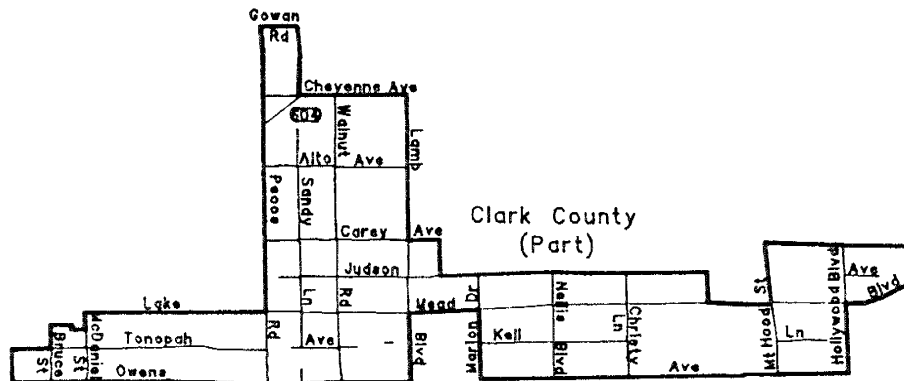 Gowan
Rd
Cheyenne Ave
604
Walnut
Lamb
Alto Ave
Pecos
Sandy
Clark County
(Part)
Carey Ave
Judson
Ln
Rd
Mead
Dr
Nellis
St
Hollywood Blvd
Ave
Blvd
Lake
Christy
Ln
Mt Hood
Tonopah Ave
Rd
Blvd
Marion
Kell
Ln
Bruce
St
McDaniel
St
Owens
Blvd
Ave